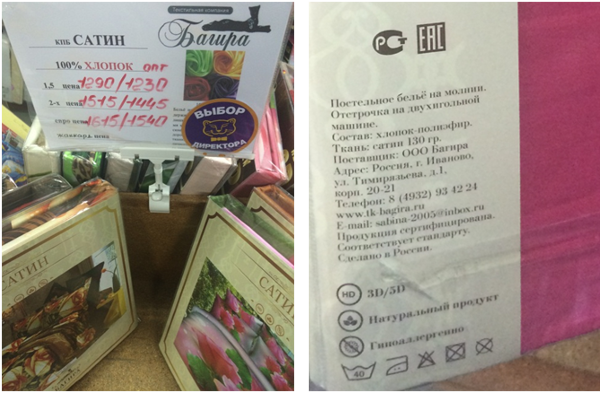 Текстильная компания
Багира
КПБ САТИН
100% ХЛОПОК опт
1,5 цена 1290/1230
2-х цена 1515/1445
евро цена 1615/1540
ВЫБОР
ДИРЕКТОРА
САТИН
САТИН
РСТ EAC
Постельное бельё на молнии.
Отстрочка на двухигольной
машине.
Состав: хлопок-полиэфир.
Ткань: сатин 130 гр.
Поставщик: ООО Багира
Адрес: Россия, г. Иваново,
ул. Тимирязьева, д.1,
корп. 20-21
Телефон: 8 (4932) 93 42 24
www.tk-bagira.ru
E-mail: sabina-2005@inbox.ru
Продукция сертифицирована.
Соответствует стандарту.
Сделано в России.
HD 3D/5D
Натуральный продукт
Гипоаллергенно
40